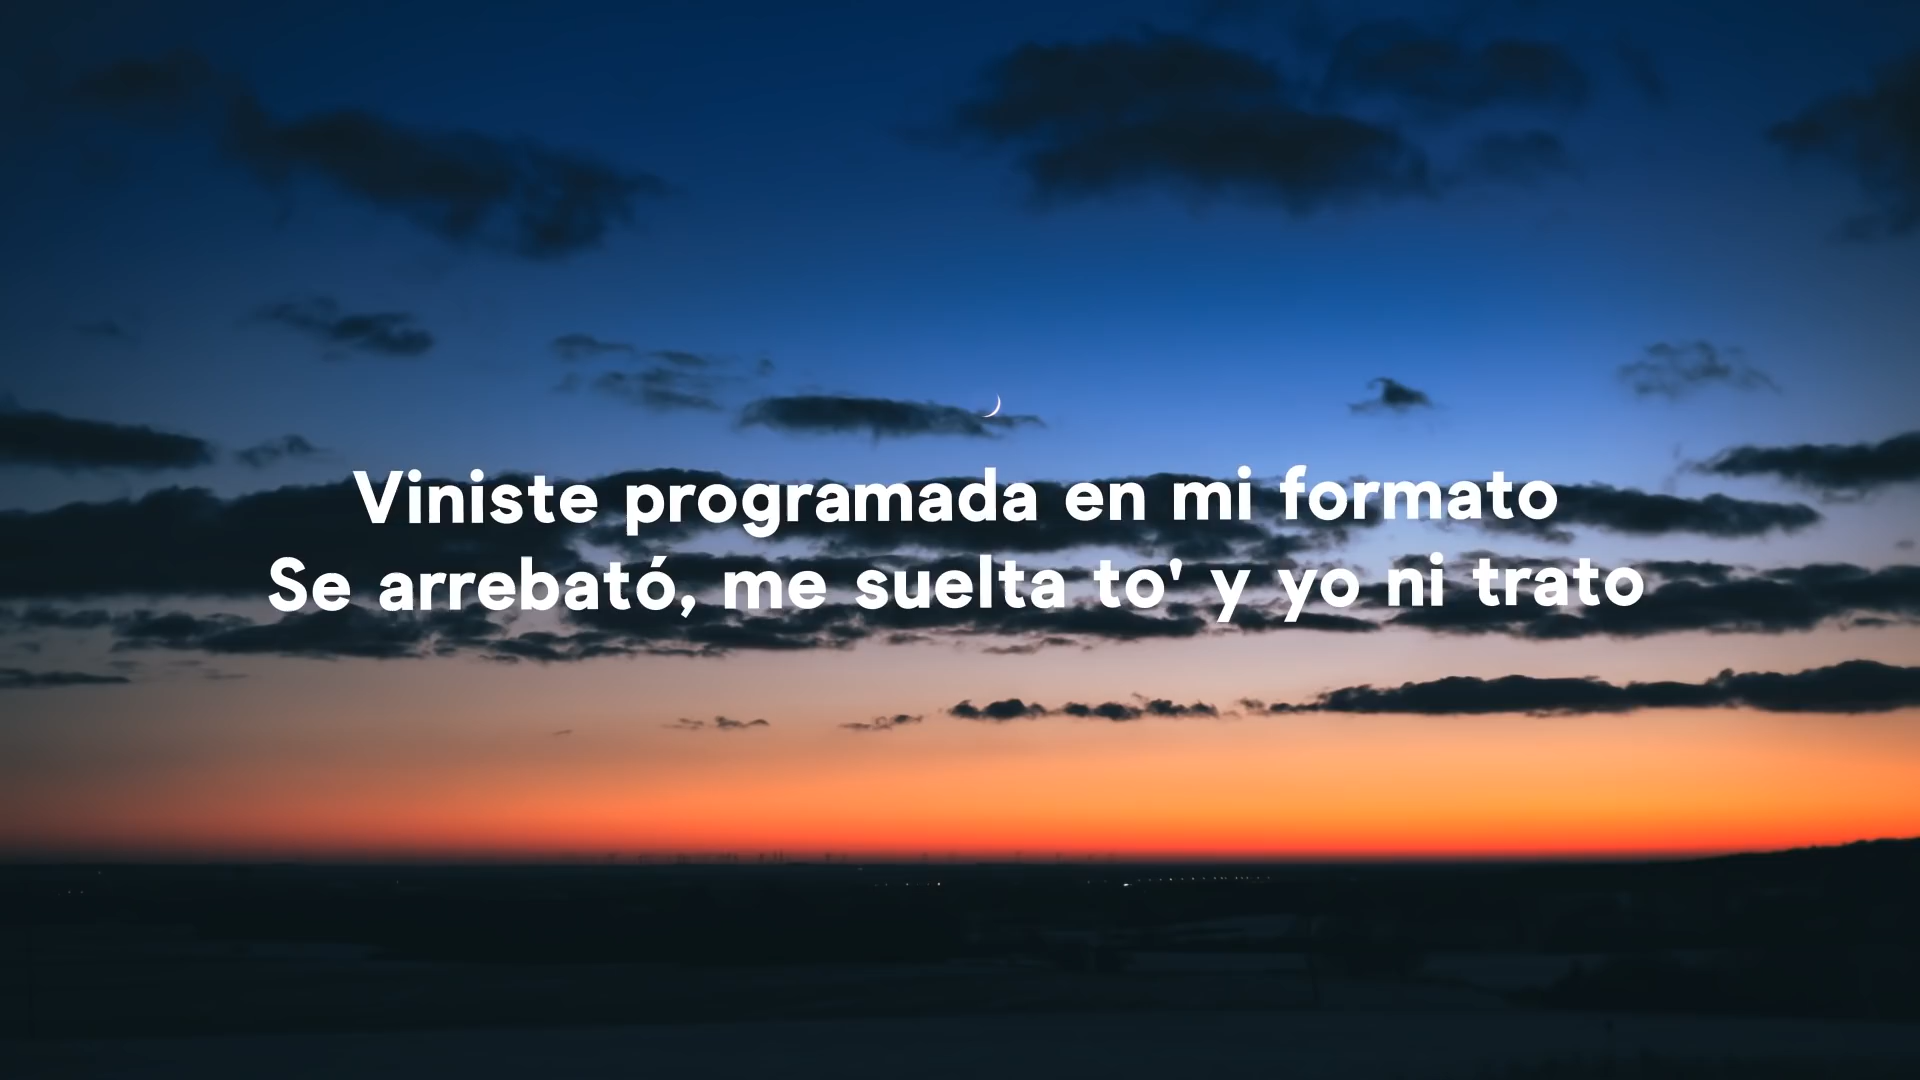 Viniste programada en mi formato
Se arrebató, me suelta to' y yo ni trato